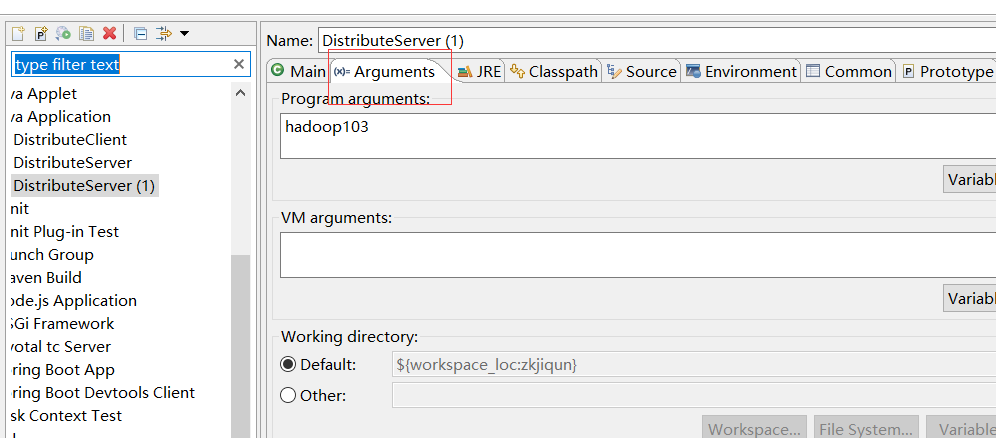 Name: DistributeServer (1)
type filter text
Main
(x)= Arguments
JRE
Classpath
Source
Environment
Common
Prototype
va Applet
va Application
DistributeClient
DistributeServer
DistributeServer (1)
nit
nit Plug-in Test
unch Group
aven Build
ode.js Application
SGi Framework
votal tc Server
ring Boot App
ring Boot Devtools Client
sk Context Test
Program arguments:
hadoop103
Variabl
VM arguments:
Variabl
Working directory:
Default:
${workspace_loc:zkjiqun}
Other:
Workspace...
File System...
Variable